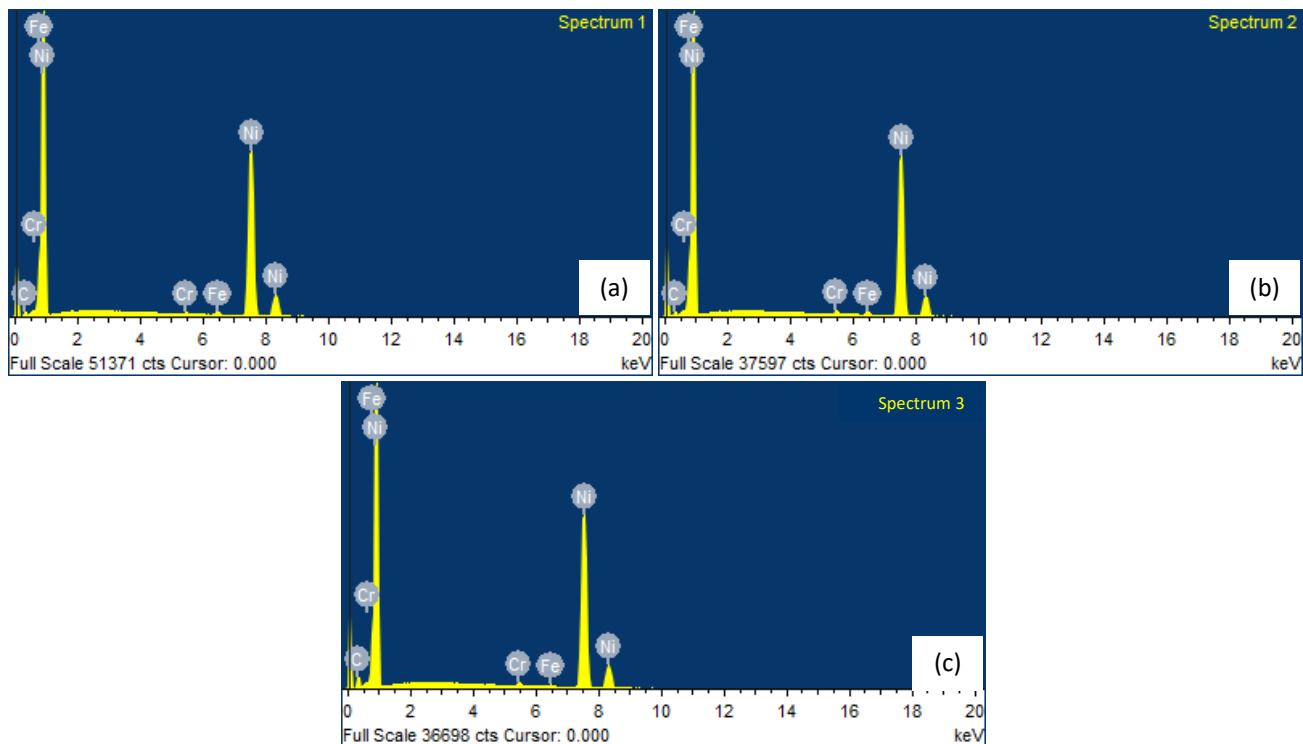 Spectrum 1
Fe
Ni
Ni
Cr
Ni
C
Cr
Fe
(a)
0 2 4 6 8 10 12 14 16 18 20
Full Scale 51371 cts Cursor: 0.000 keV
Spectrum 2
Fe
Ni
Ni
Cr
Ni
C
Cr
Fe
(b)
0 2 4 6 8 10 12 14 16 18 20
Full Scale 37597 cts Cursor: 0.000 keV
Spectrum 3
Fe
Ni
Ni
Cr
Ni
C
Cr
Fe
(c)
0 2 4 6 8 10 12 14 16 18 20
Full Scale 36698 cts Cursor: 0.000 keV